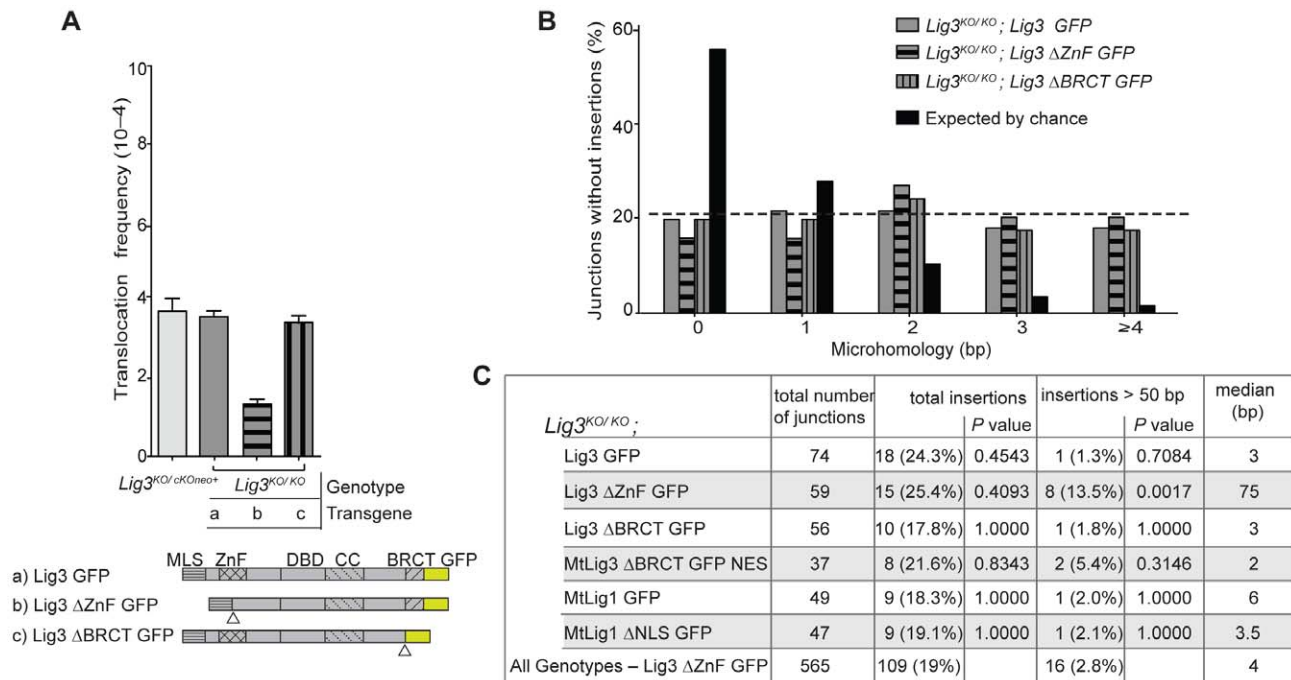 A
Translocation frequency (10–4)
10
8
6
4
2
0
Lig3KO/cKOneo+
Lig3KO/KO
Genotype
a b c Transgene
MLS ZnF DBD CC BRCT GFP
a) Lig3 GFP
b) Lig3 ΔZnF GFP
c) Lig3 ΔBRCT GFP
B
Junctions without insertions (%)
60
40
20
0
Lig3KO/KO; Lig3 GFP
Lig3KO/KO; Lig3 ΔZnF GFP
Lig3KO/KO; Lig3 ΔBRCT GFP
Expected by chance
0 1 2 3 ≥4
Microhomology (bp)
C
Lig3KO/KO; total number of junctions total insertions P value insertions > 50 bp P value median (bp)
Lig3 GFP 74 18 (24.3%) 0.4543 1 (1.3%) 0.7084 3
Lig3 ΔZnF GFP 59 15 (25.4%) 0.4093 8 (13.5%) 0.0017 75
Lig3 ΔBRCT GFP 56 10 (17.8%) 1.0000 1 (1.8%) 1.0000 3
MtLig3 ΔBRCT GFP NES 37 8 (21.6%) 0.8343 2 (5.4%) 0.3146 2
MtLig1 GFP 49 9 (18.3%) 1.0000 1 (2.0%) 1.0000 6
MtLig1 ΔNLS GFP 47 9 (19.1%) 1.0000 1 (2.1%) 1.0000 3.5
All Genotypes – Lig3 ΔZnF GFP 565 109 (19%) 16 (2.8%) 4